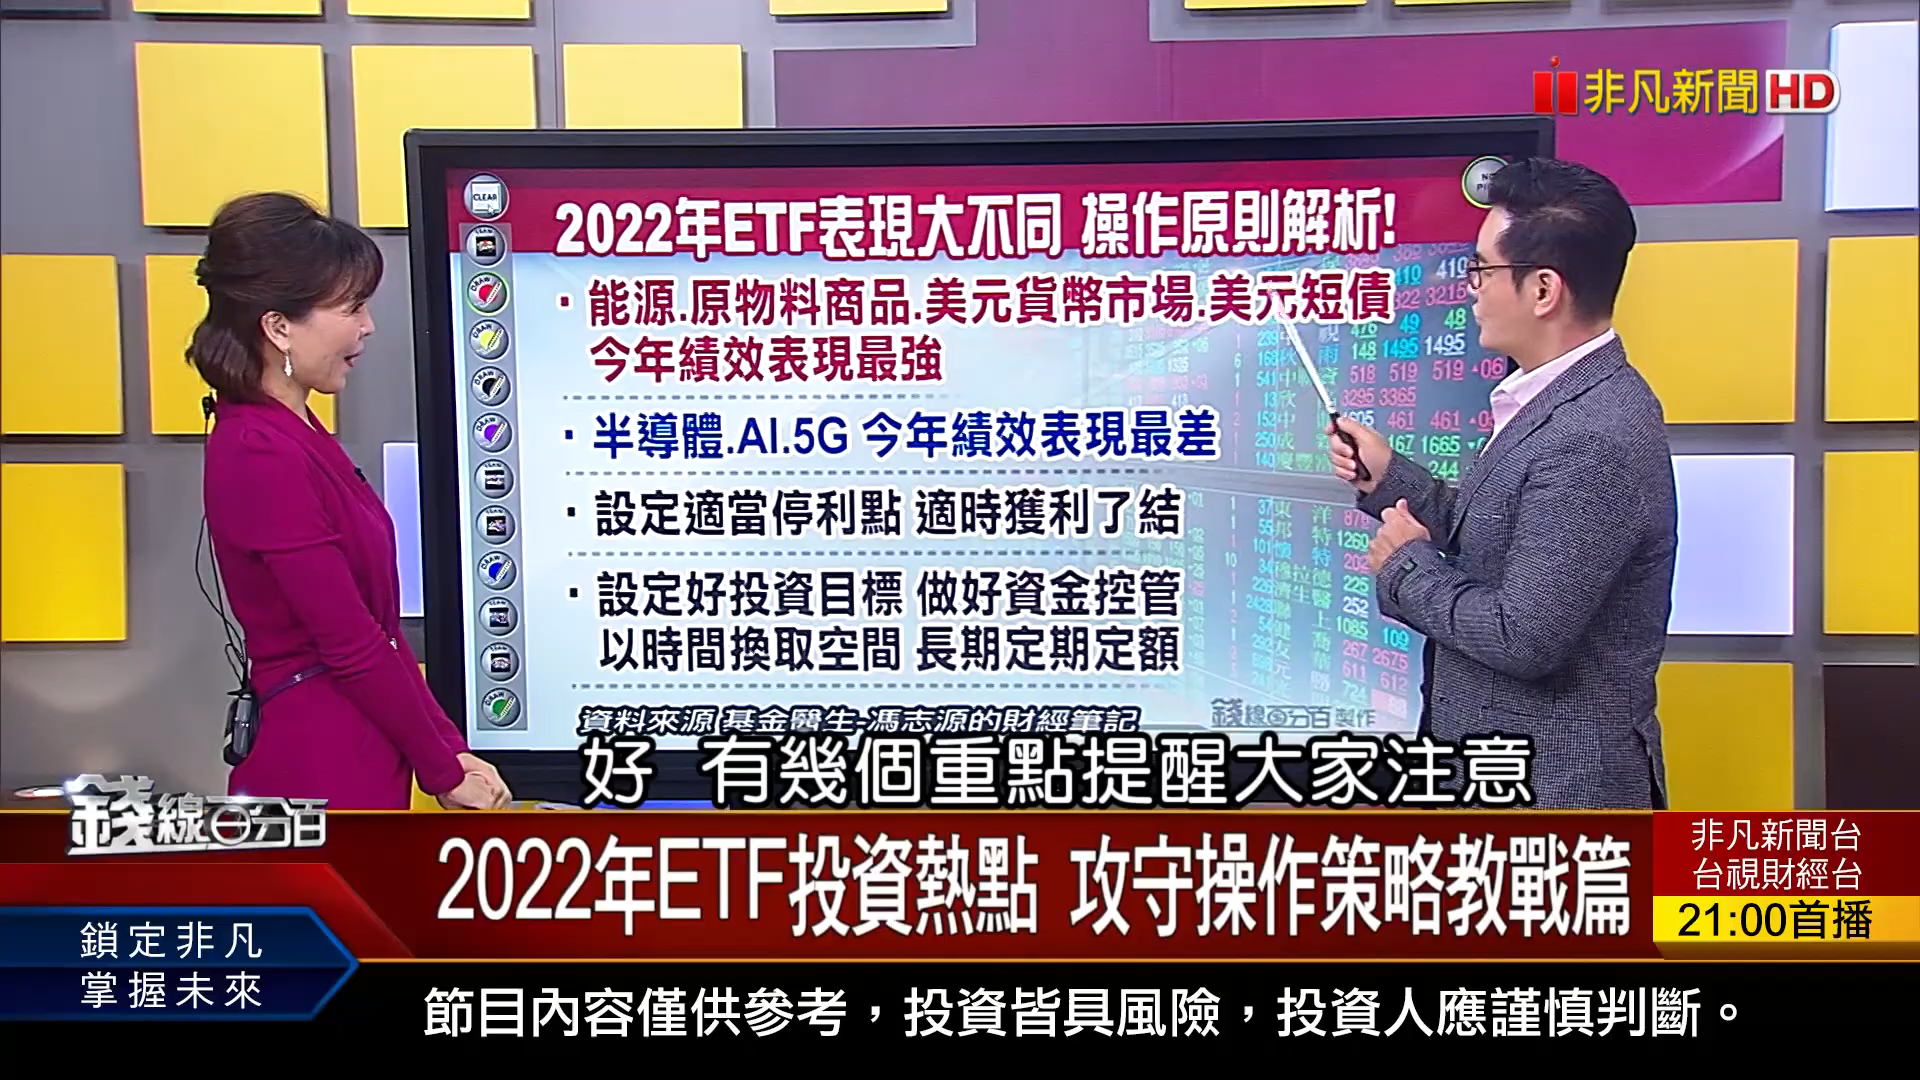 非凡新聞HD
CLEAR
2022年ETF表現大不同 操作原則解析!
·能源.原物料商品.美元貨幣市場.美元短債
今年績效表現最強
·半導體.AI.5G 今年績效表現最差
·設定適當停利點 適時獲利了結
·設定好投資目標 做好資金控管
以時間換取空間 長期定期定額
資料來源 基金醫生-馮志源的財經筆記
錢線百分百 製作
好 有幾個重點提醒大家注意
錢線百分百
2022年ETF投資熱點 攻守操作策略教戰篇
非凡新聞台
台視財經台
21:00首播
鎖定非凡
掌握未來
節目內容僅供參考，投資皆具風險，投資人應謹慎判斷。